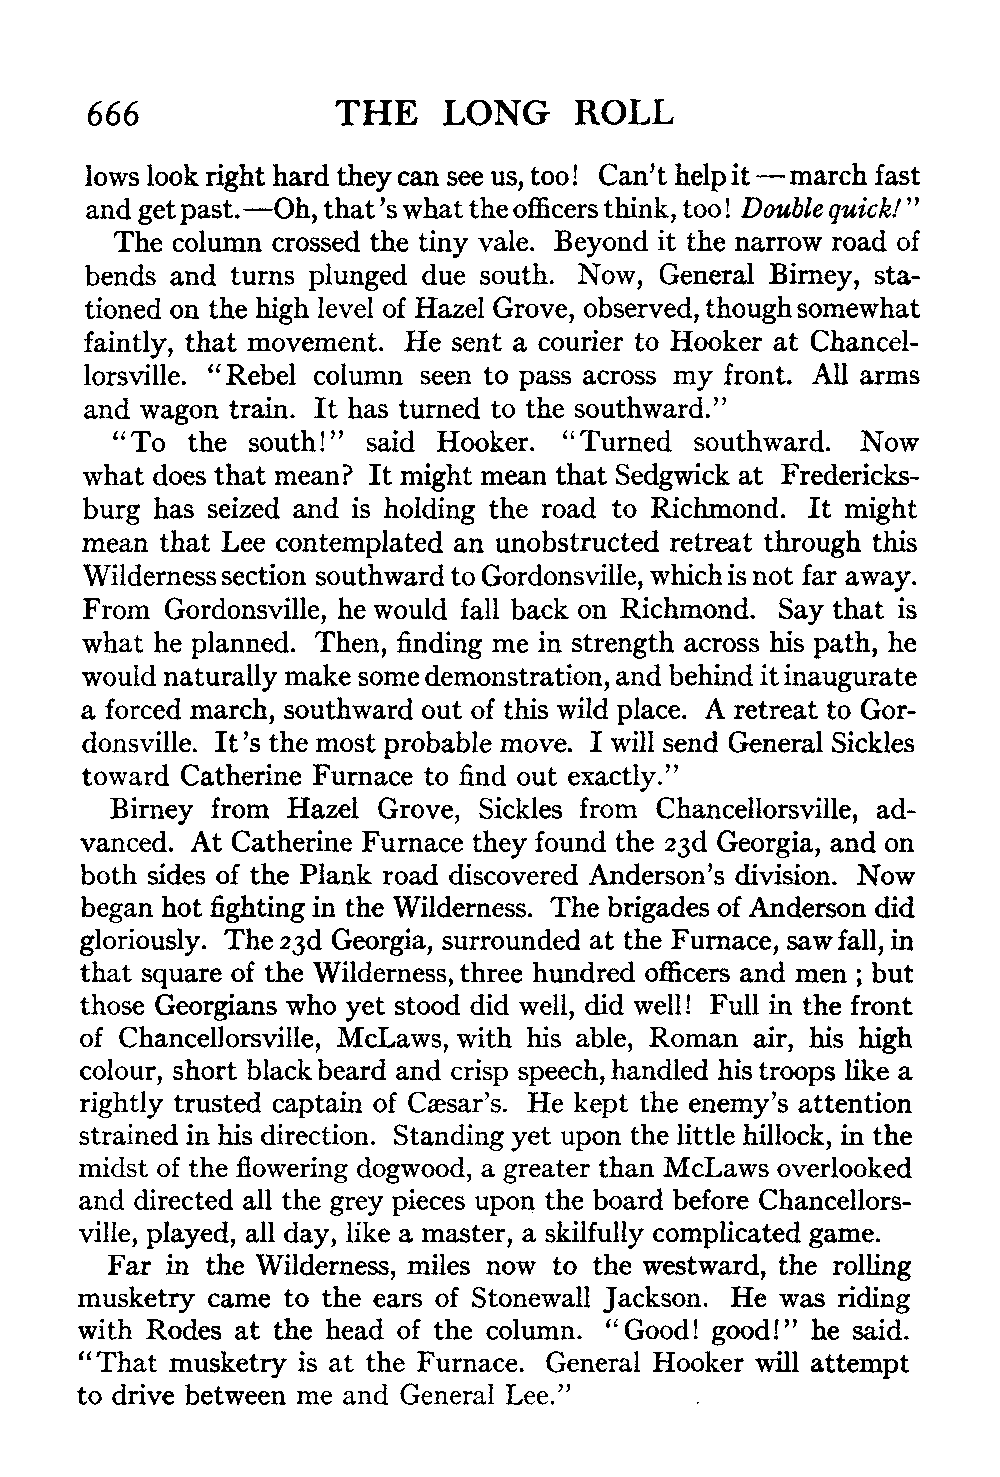 666 THE LONG ROLL
lows look right hard they can see us, too! Can't help it — march fast
and get past.—Oh, that's what the officers think, too! Double quick!"
The column crossed the tiny vale. Beyond it the narrow road of
bends and turns plunged due south. Now, General Birney, sta-
tioned on the high level of Hazel Grove, observed, though somewhat
faintly, that movement. He sent a courier to Hooker at Chancel-
lorsville. "Rebel column seen to pass across my front. All arms
and wagon train. It has turned to the southward."
"To the south!" said Hooker. "Turned southward. Now
what does that mean? It might mean that Sedgwick at Fredericks-
burg has seized and is holding the road to Richmond. It might
mean that Lee contemplated an unobstructed retreat through this
Wilderness section southward to Gordonsville, which is not far away.
From Gordonsville, he would fall back on Richmond. Say that is
what he planned. Then, finding me in strength across his path, he
would naturally make some demonstration, and behind it inaugurate
a forced march, southward out of this wild place. A retreat to Gor-
donsville. It's the most probable move. I will send General Sickles
toward Catherine Furnace to find out exactly."
Birney from Hazel Grove, Sickles from Chancellorsville, ad-
vanced. At Catherine Furnace they found the 23d Georgia, and on
both sides of the Plank road discovered Anderson's division. Now
began hot fighting in the Wilderness. The brigades of Anderson did
gloriously. The 23d Georgia, surrounded at the Furnace, saw fall, in
that square of the Wilderness, three hundred officers and men ; but
those Georgians who yet stood did well, did well! Full in the front
of Chancellorsville, McLaws, with his able, Roman air, his high
colour, short black beard and crisp speech, handled his troops like a
rightly trusted captain of Cæsar's. He kept the enemy's attention
strained in his direction. Standing yet upon the little hillock, in the
midst of the flowering dogwood, a greater than McLaws overlooked
and directed all the grey pieces upon the board before Chancellors-
ville, played, all day, like a master, a skilfully complicated game.
Far in the Wilderness, miles now to the westward, the rolling
musketry came to the ears of Stonewall Jackson. He was riding
with Rodes at the head of the column. "Good! good!" he said.
"That musketry is at the Furnace. General Hooker will attempt
to drive between me and General Lee."